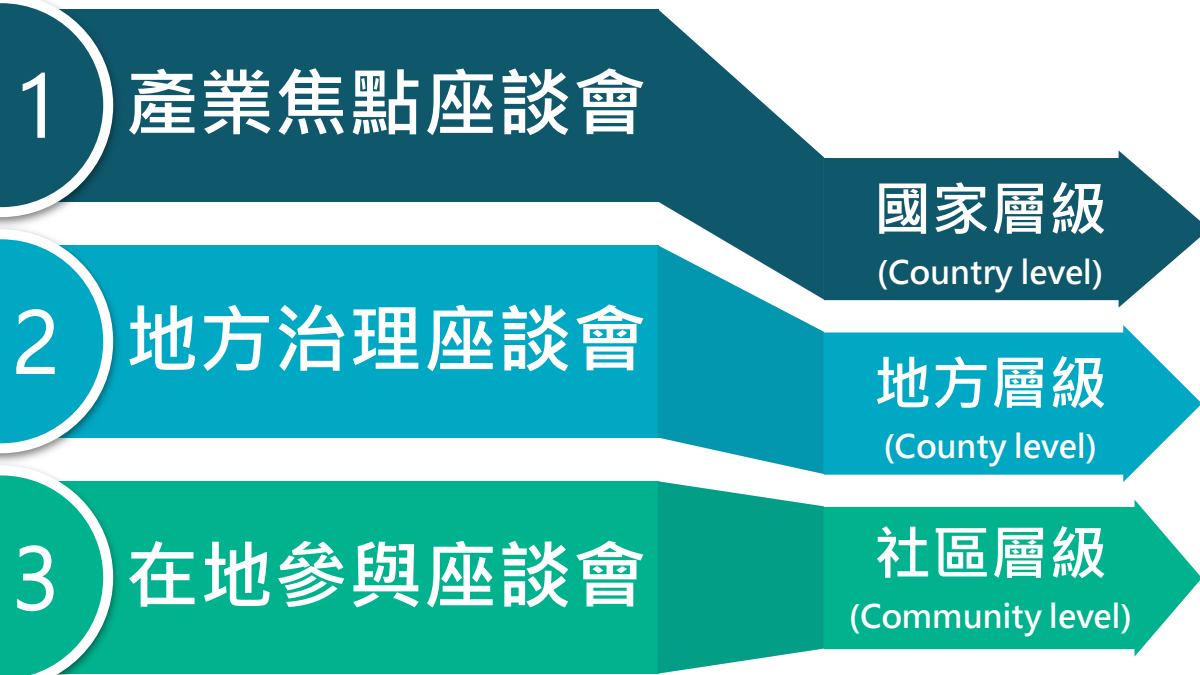 1
產業焦點座談會
國家層級
(Country level)
2
地方治理座談會
地方層級
(County level)
3
在地參與座談會
社區層級
(Community level)